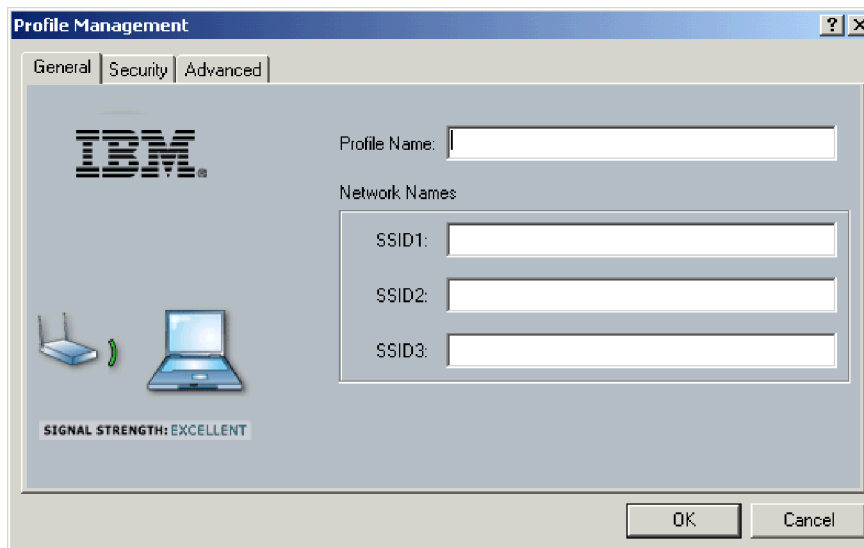 Profile Management
General Security Advanced
IBM®
Profile Name:
Network Names
SSID1:
SSID2:
SSID3:
SIGNAL STRENGTH: EXCELLENT
OK Cancel